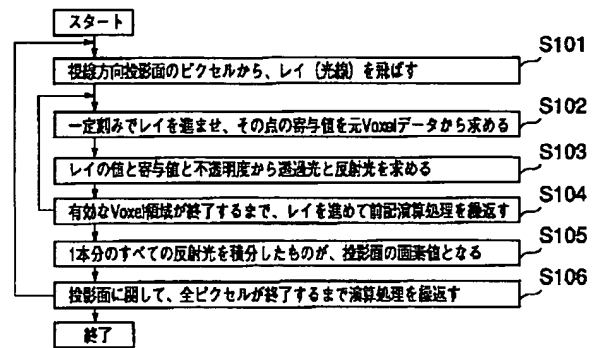 スタート
S101
視線方向投影面のピクセルから、レイ（光線）を飛ばす
S102
一定刻みでレイを進ませ、その点の寄与値を元Voxelデータから求める
S103
レイの値と寄与値と不透明度から透過光と反射光を求める
S104
有効なVoxel領域が終了するまで、レイを進めて前記演算処理を繰返す
S105
1本分のすべての反射光を積分したものが、投影面の画素値となる
S106
投影面に関して、全ピクセルが終了するまで演算処理を繰返す
終了